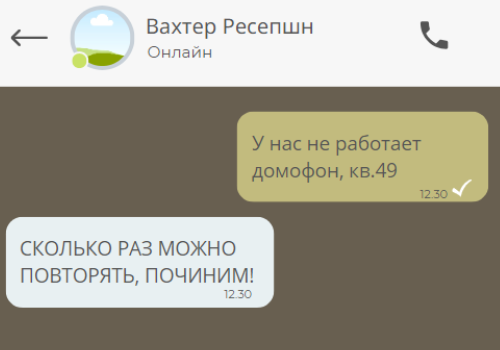 Вахтер Ресепшн
Онлайн
У нас не работает
домофон, кв.49
12.30
СКОЛЬКО РАЗ МОЖНО
ПОВТОРЯТЬ, ПОЧИНИМ!
12.30